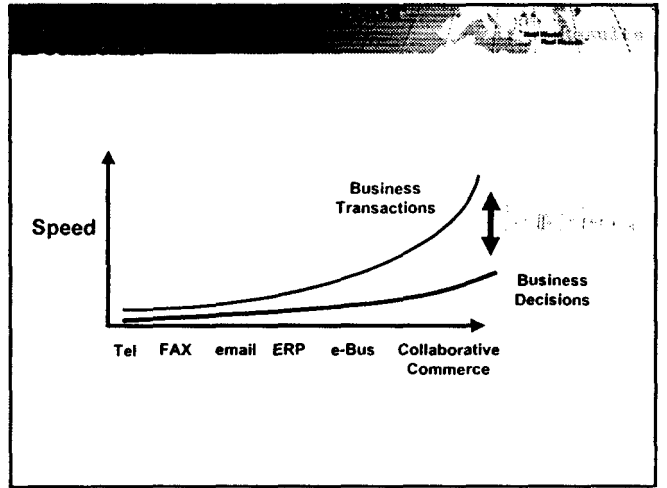 Business
Transactions
Speed
Business
Decisions
Tel FAX email ERP e-Bus Collaborative
Commerce